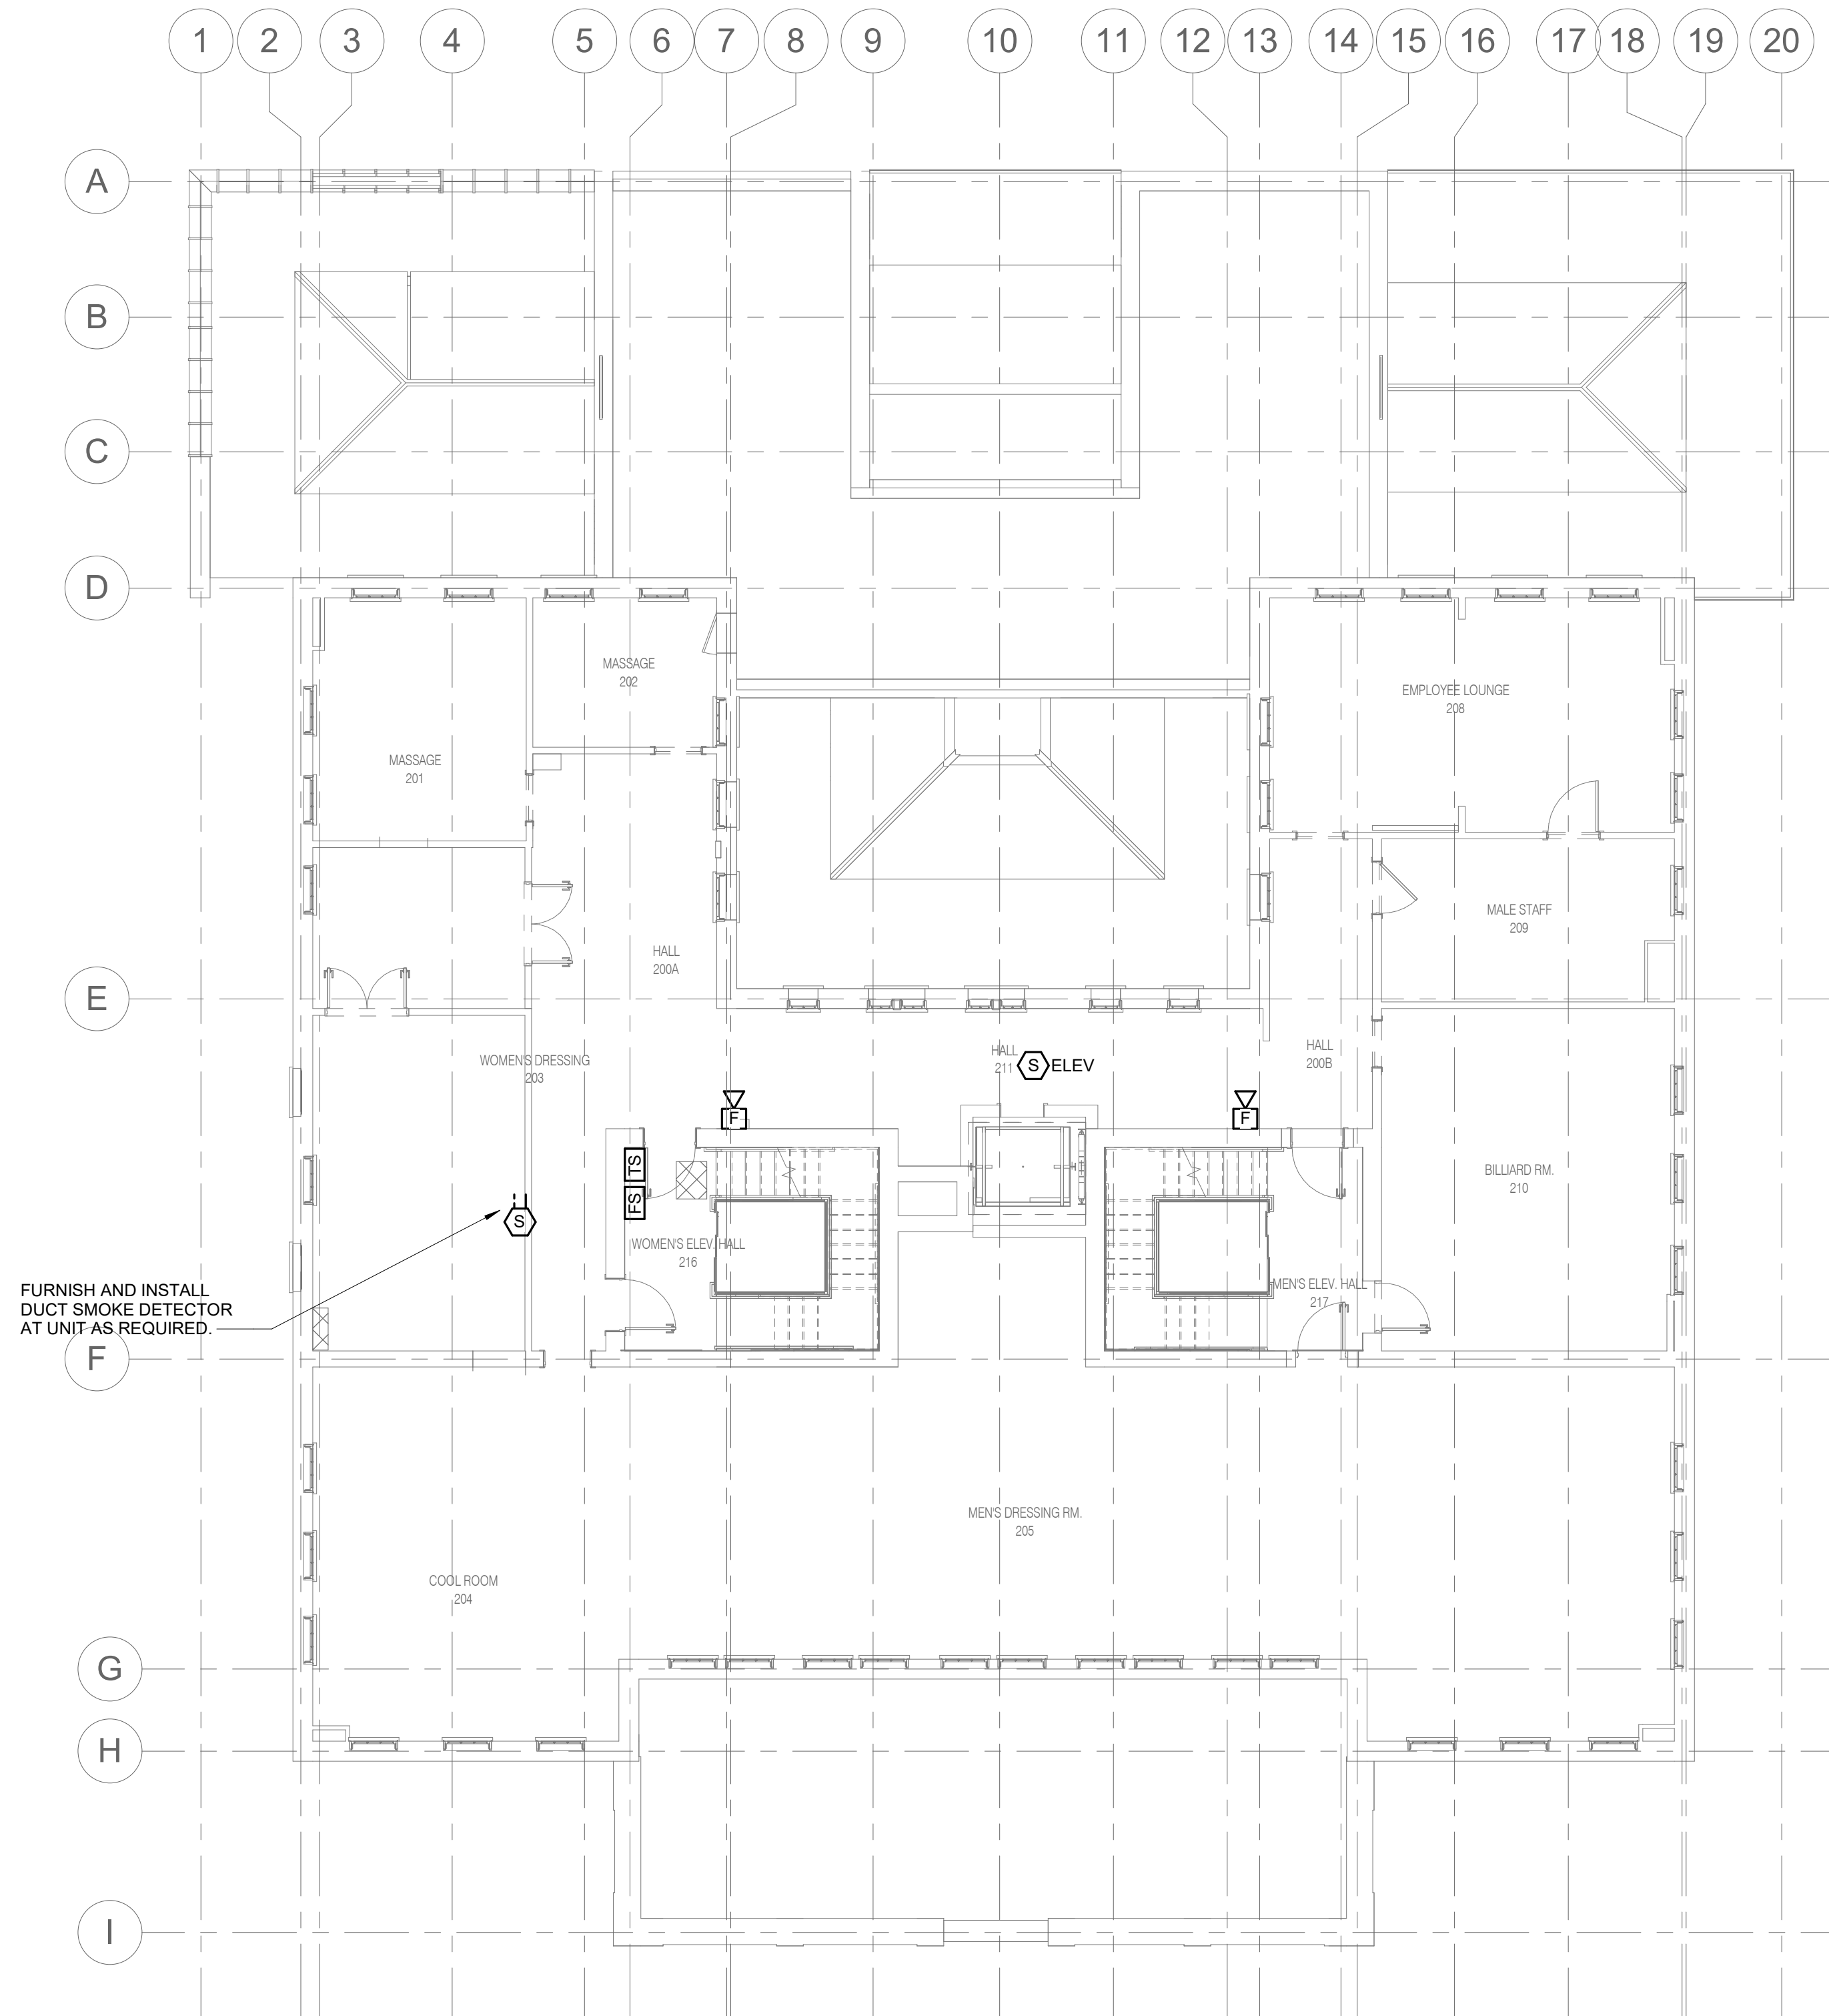 1 2 3 4 5 6 7 8 9 10 11 12 13 14 15 16 17 18 19 20
A
B
C
D
E
F
G
H
I
MASSAGE
202
EMPLOYEE LOUNGE
208
MASSAGE
201
MALE STAFF
209
HALL
200A
HALL
211
S ELEV
HALL
200B
WOMEN'S DRESSING
203
F
F
TS
FS
S
BILLIARD RM.
210
WOMEN'S ELEV. HALL
216
MEN'S ELEV. HALL
217
FURNISH AND INSTALL
DUCT SMOKE DETECTOR
AT UNIT AS REQUIRED.
MEN'S DRESSING RM.
205
COOL ROOM
204